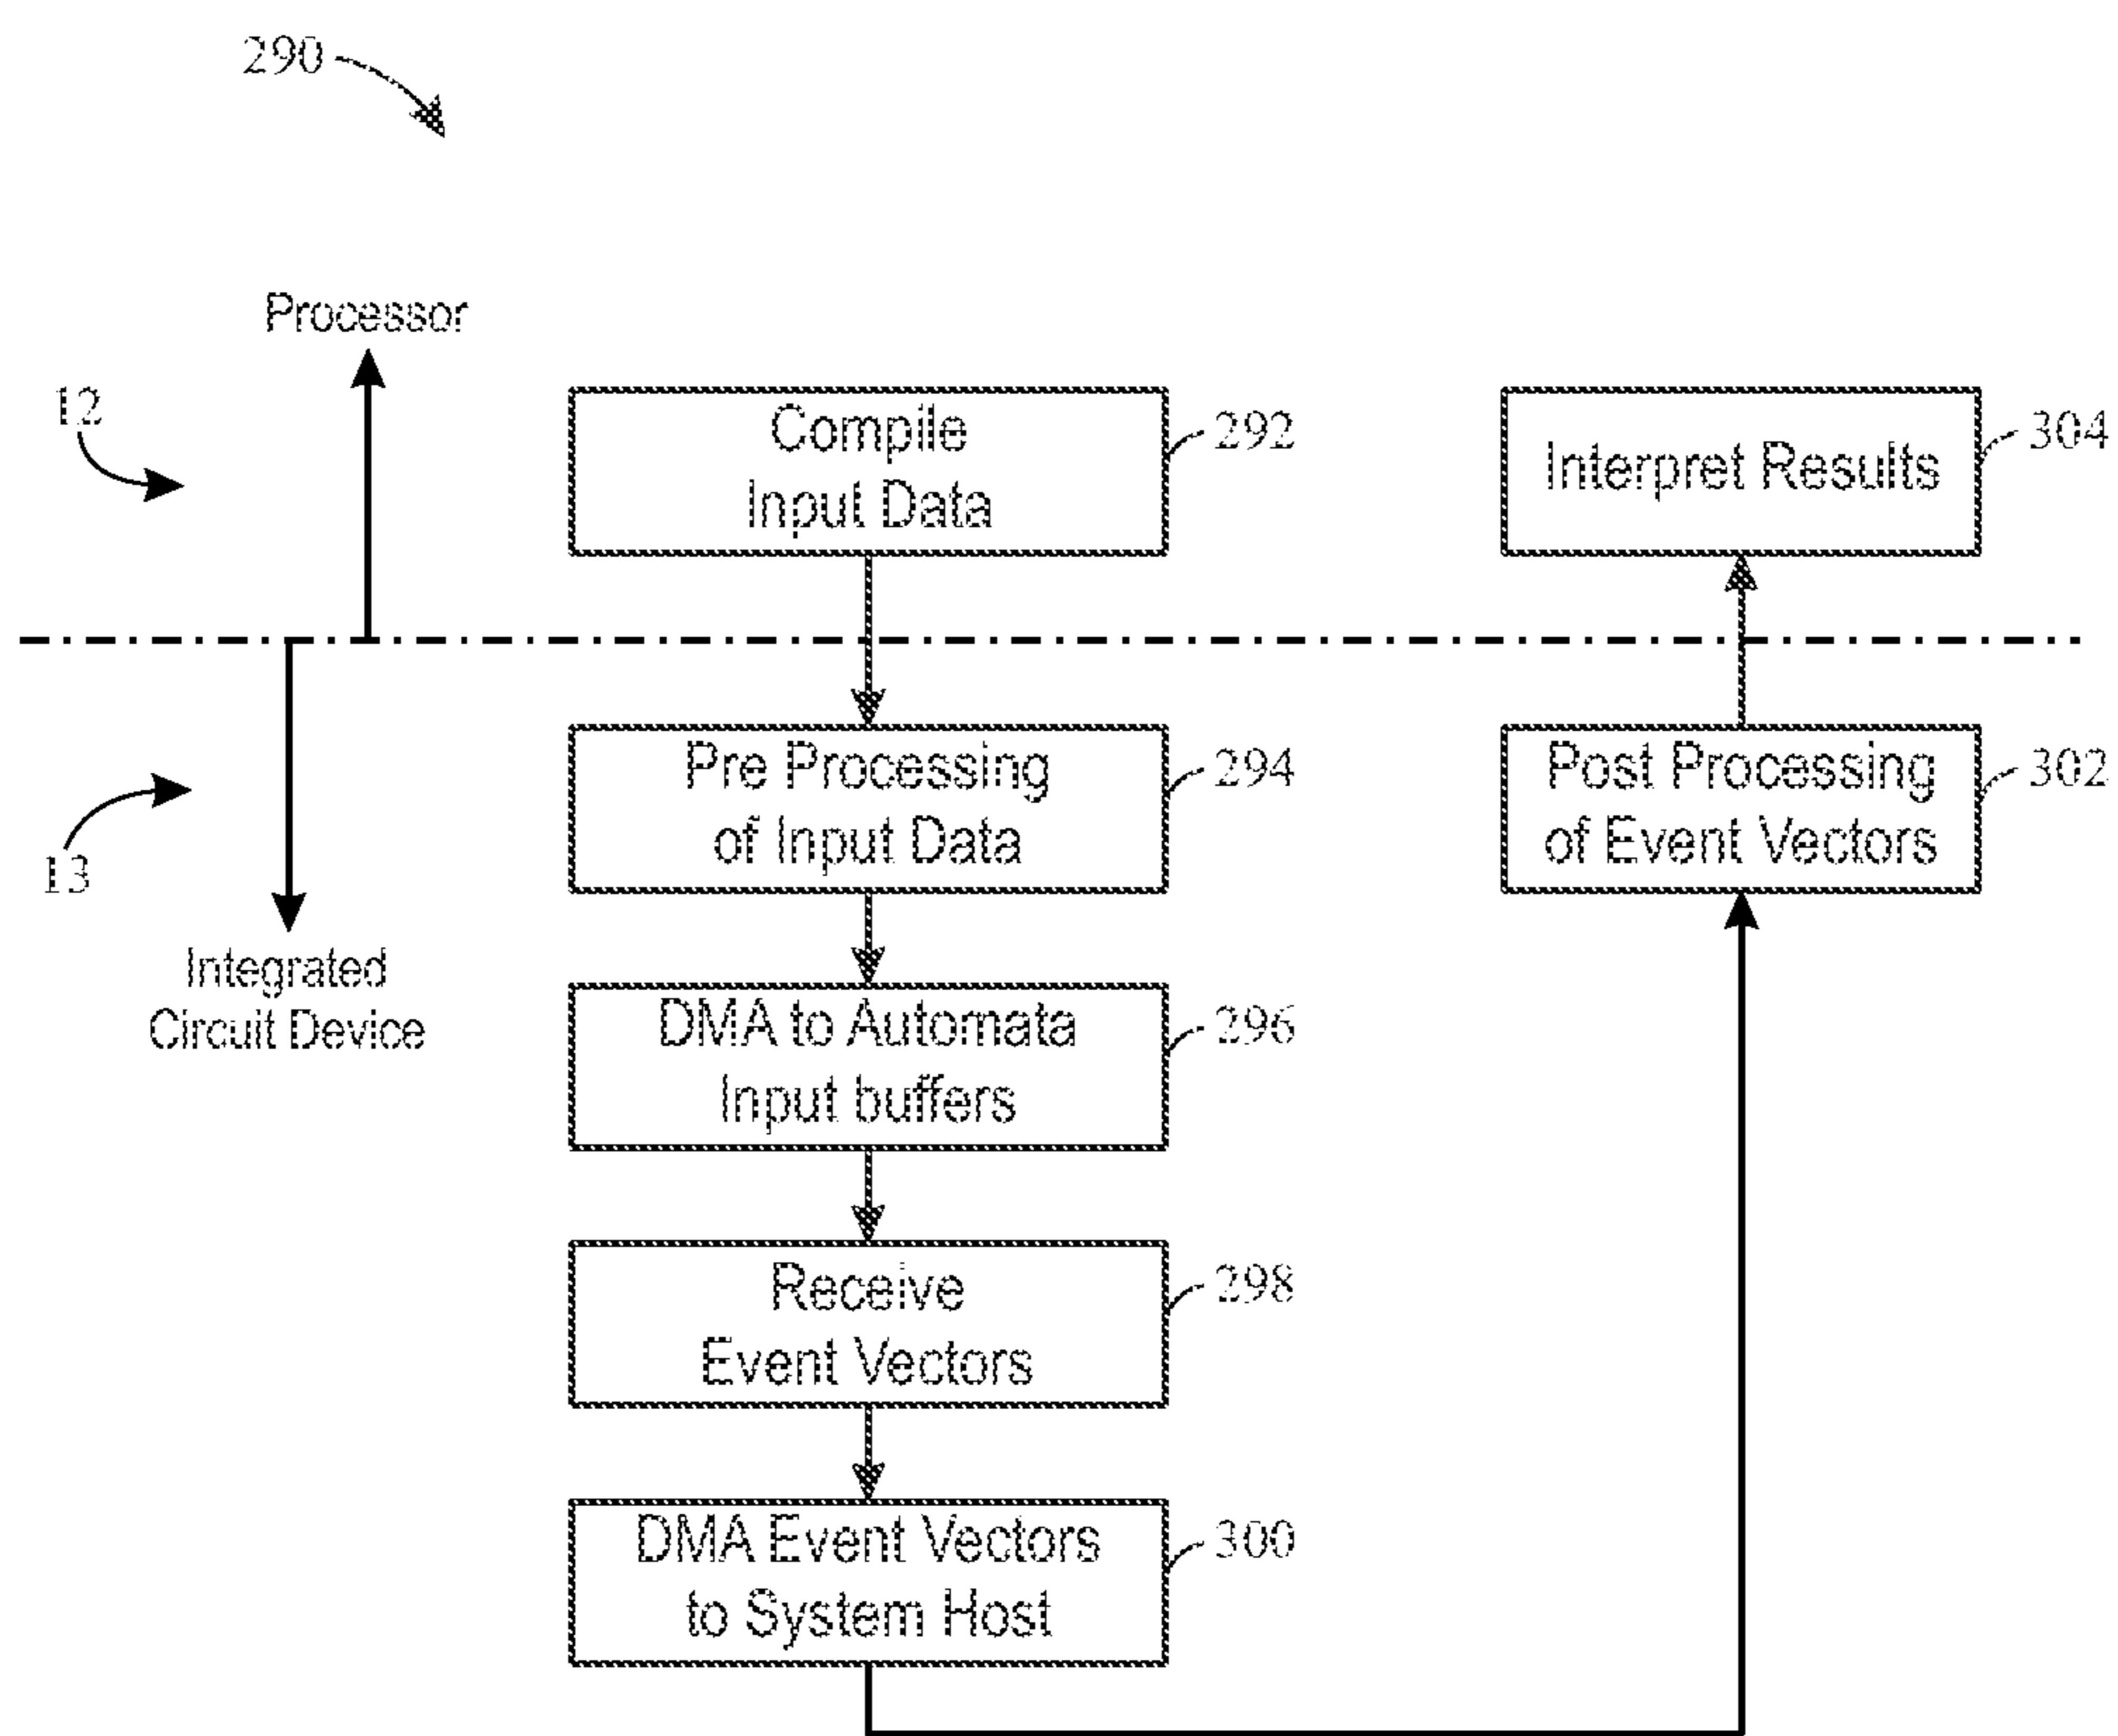 290
Processor
12
Compile
Input Data
292
Interpret Results
304
Pre Processing
of Input Data
294
Post Processing
of Event Vectors
302
13
Integrated
Circuit Device
DMA to Automata
Input buffers
296
Receive
Event Vectors
298
DMA Event Vectors
to System Host
300